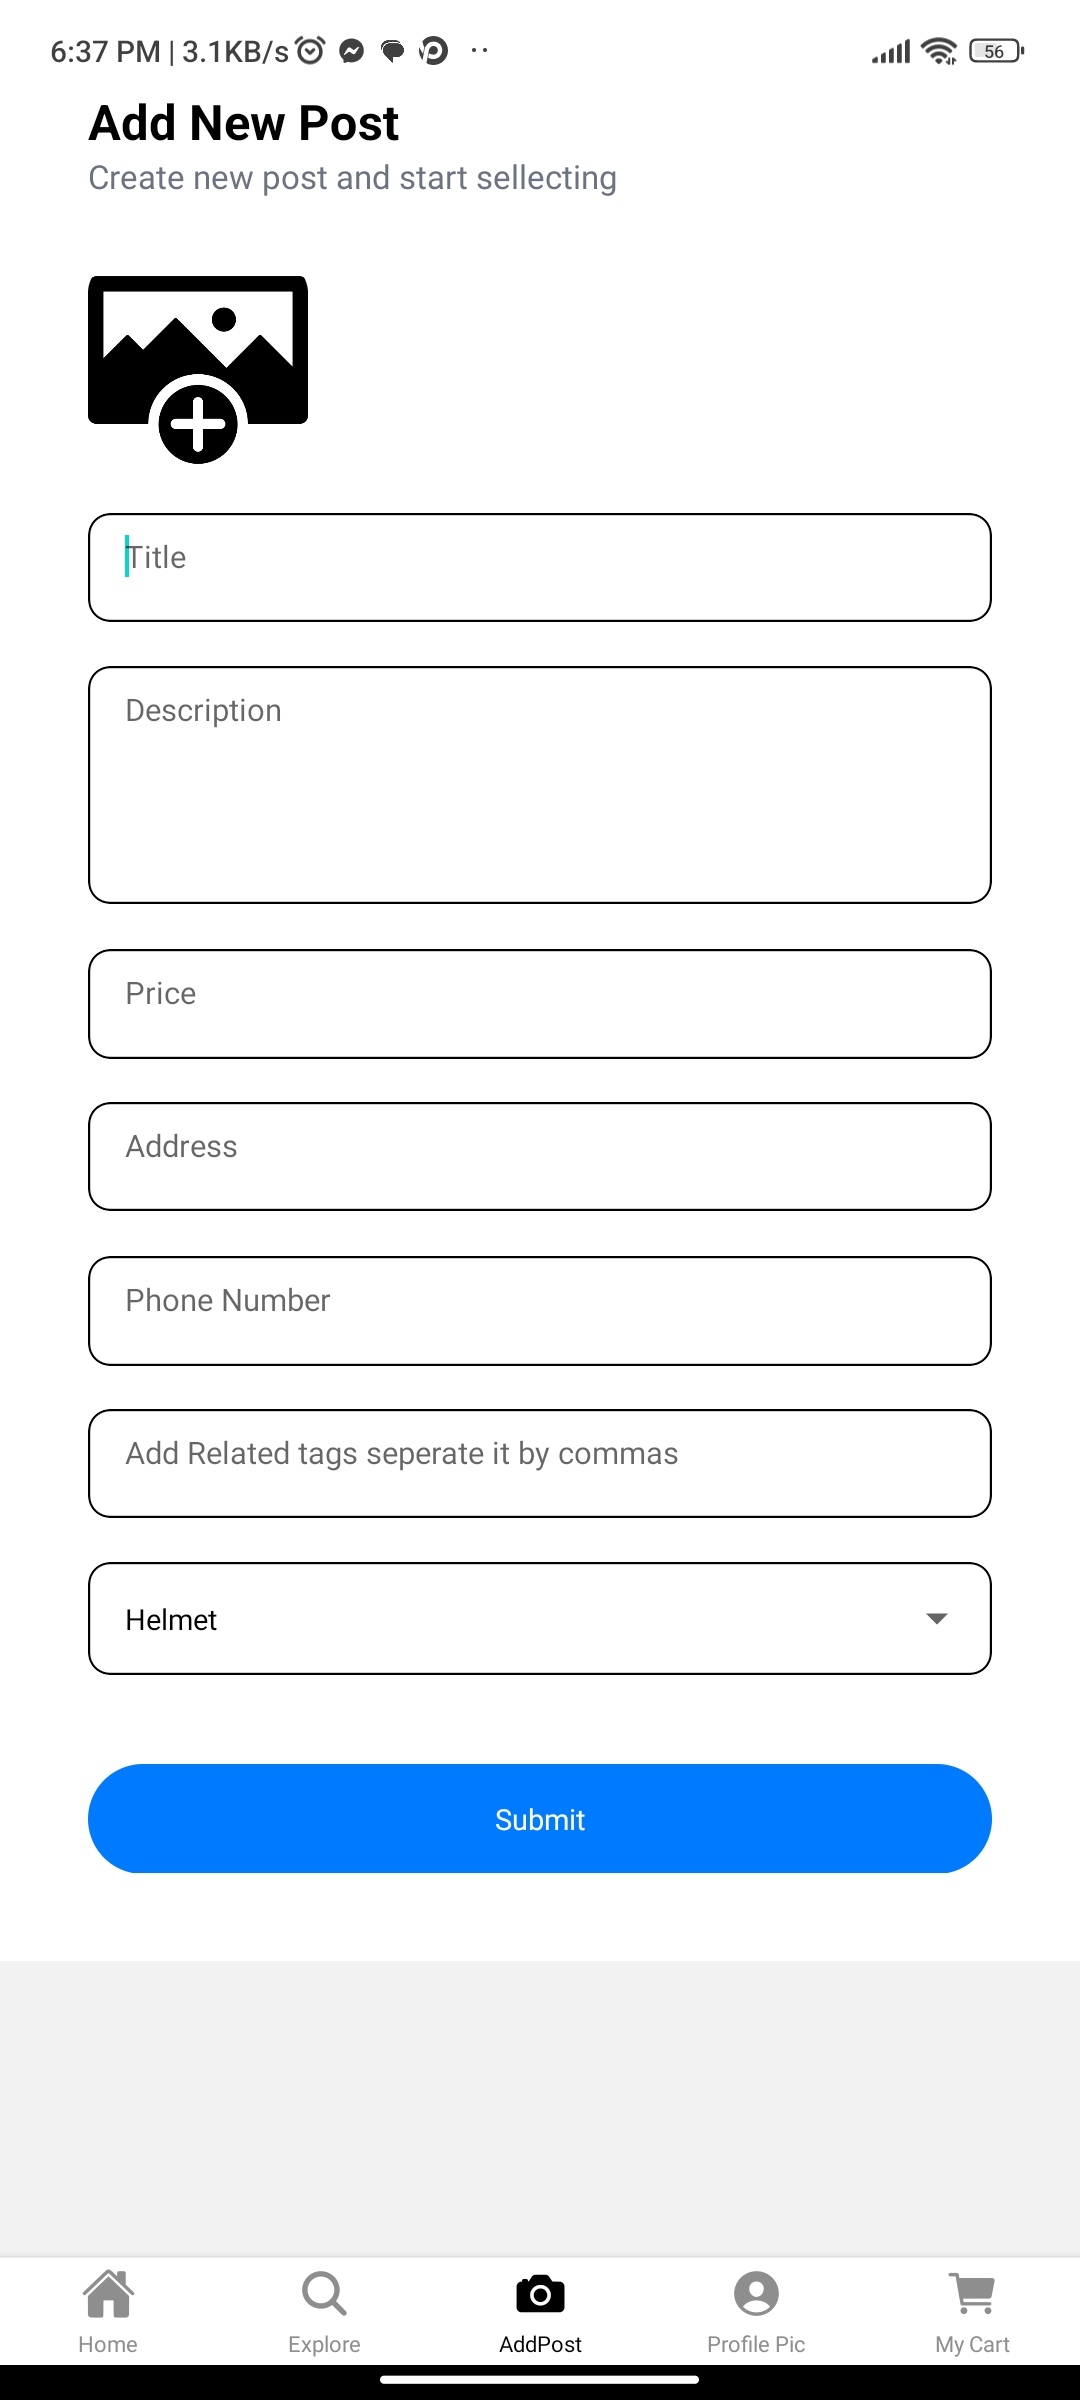 6:37 PM | 3.1KB/s
56
Add New Post
Create new post and start sellecting
Title
Description
Price
Address
Phone Number
Add Related tags seperate it by commas
Helmet
Submit
Home
Explore
AddPost
Profile Pic
My Cart